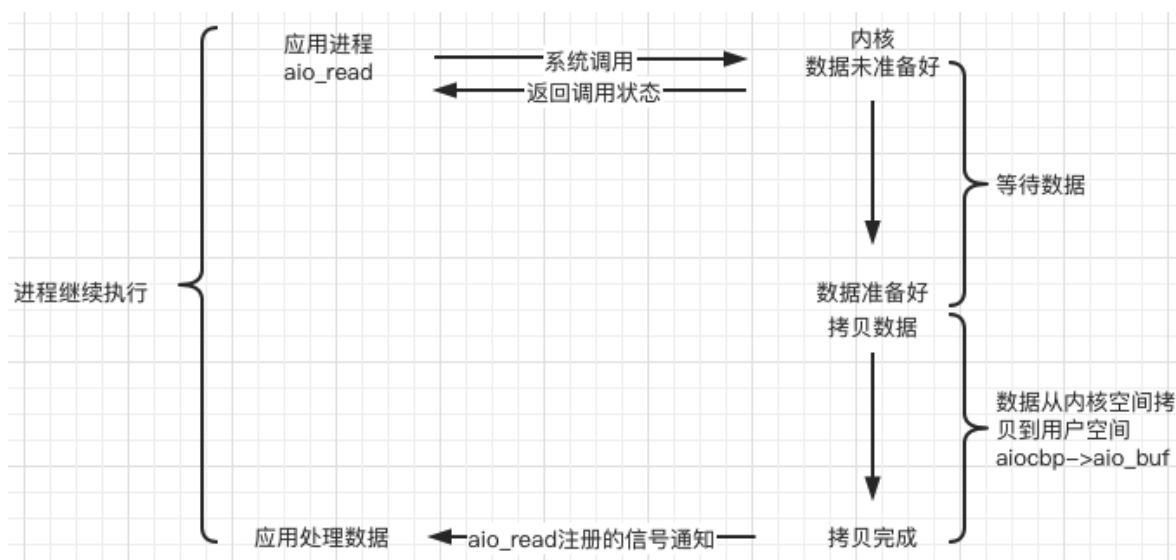 应用进程
aio_read
系统调用
返回调用状态
内核
数据未准备好
等待数据
进程继续执行
数据准备好
拷贝数据
数据从内核空间拷
贝到用户空间
aiocbp->aio_buf
应用处理数据
aio_read注册的信号通知
拷贝完成